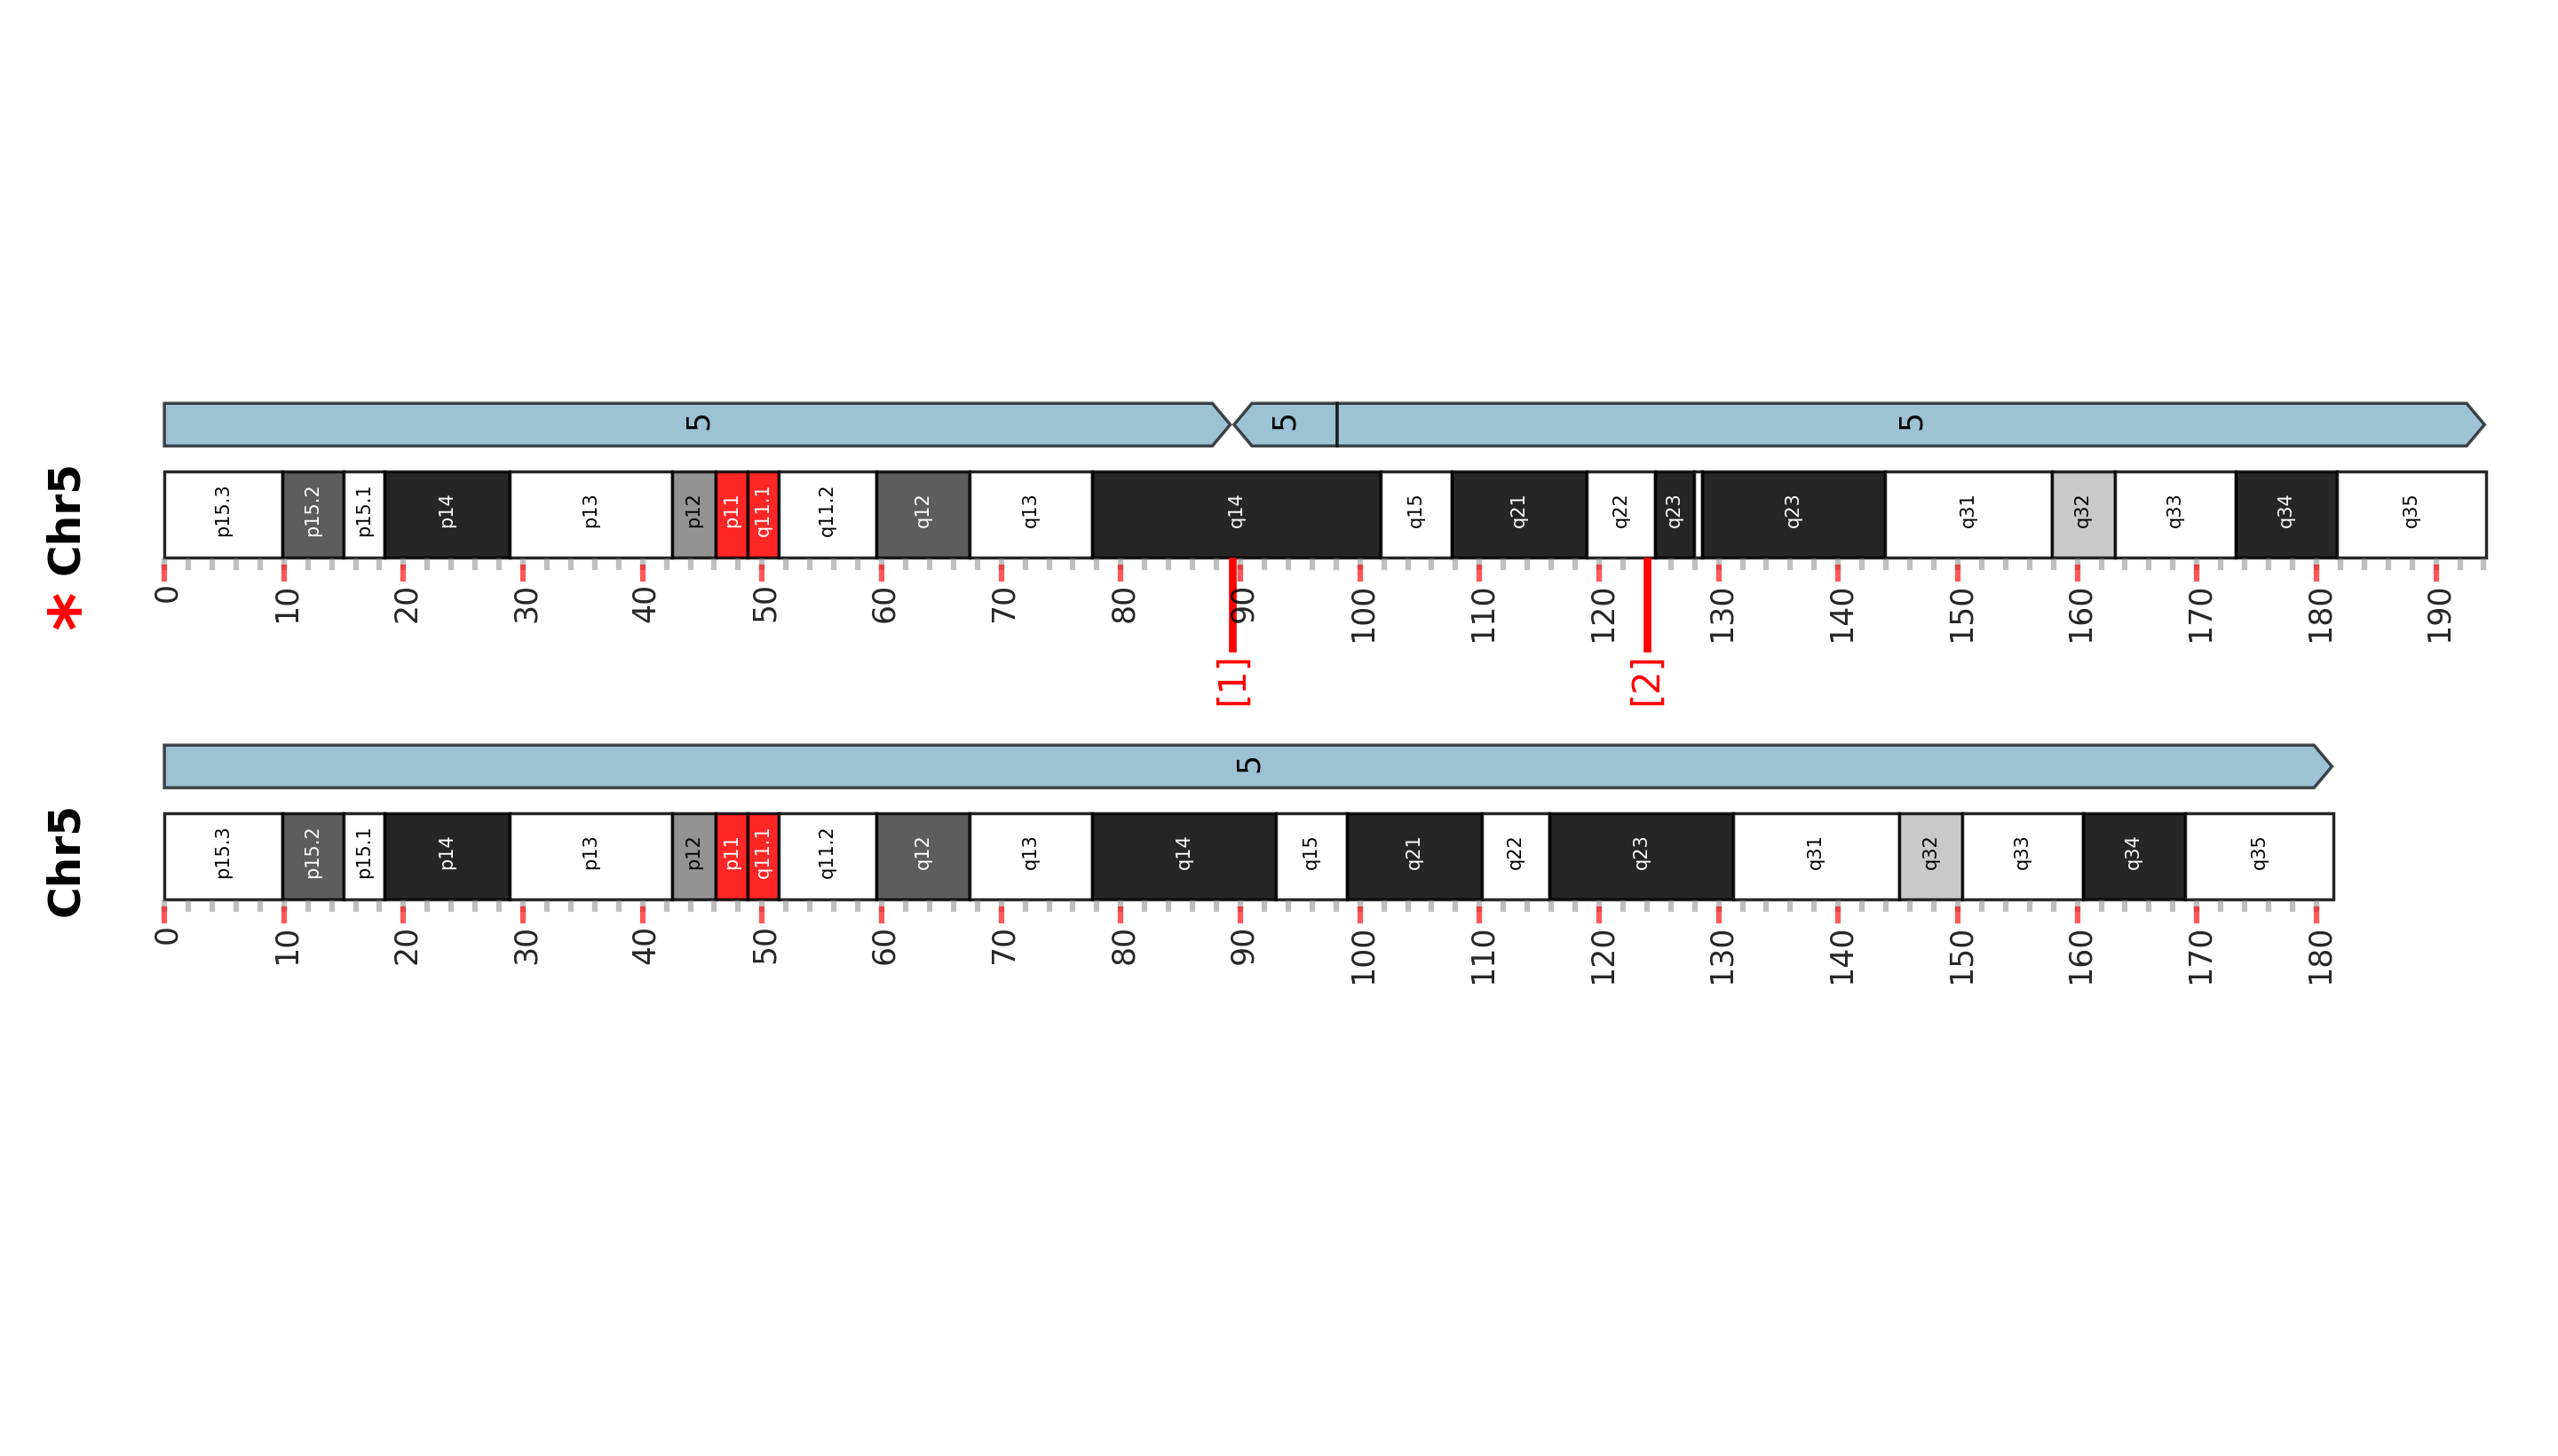 5 5 5
* Chr5
p15.3 p15.2 p15.1 p14 p13 p12 p11 q11.1 q11.2 q12 q13 q14 q15 q21 q22 q23 q23 q31 q32 q33 q34 q35
0 10 20 30 40 50 60 70 80 90 100 110 120 130 140 150 160 170 180 190
[1] [2]
5
Chr5
p15.3 p15.2 p15.1 p14 p13 p12 p11 q11.1 q11.2 q12 q13 q14 q15 q21 q22 q23 q31 q32 q33 q34 q35
0 10 20 30 40 50 60 70 80 90 100 110 120 130 140 150 160 170 180